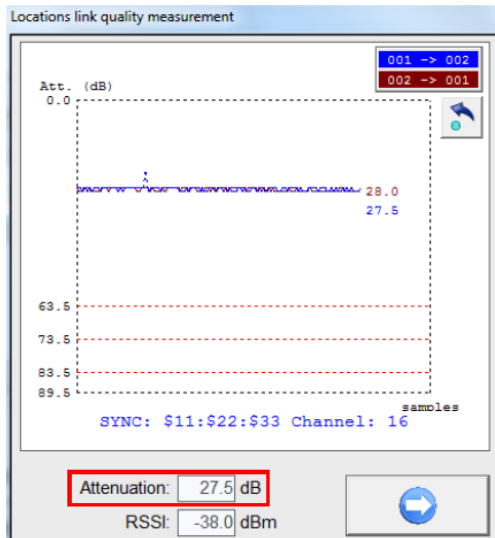 Locations link quality measurement
001 -> 002
002 -> 001
Att. (dB)
0.0
28.0
27.5
63.5
73.5
83.5
89.5
samples
SYNC: $11:$22:$33 Channel: 16
Attenuation: 27.5 dB
RSSI: -38.0 dBm